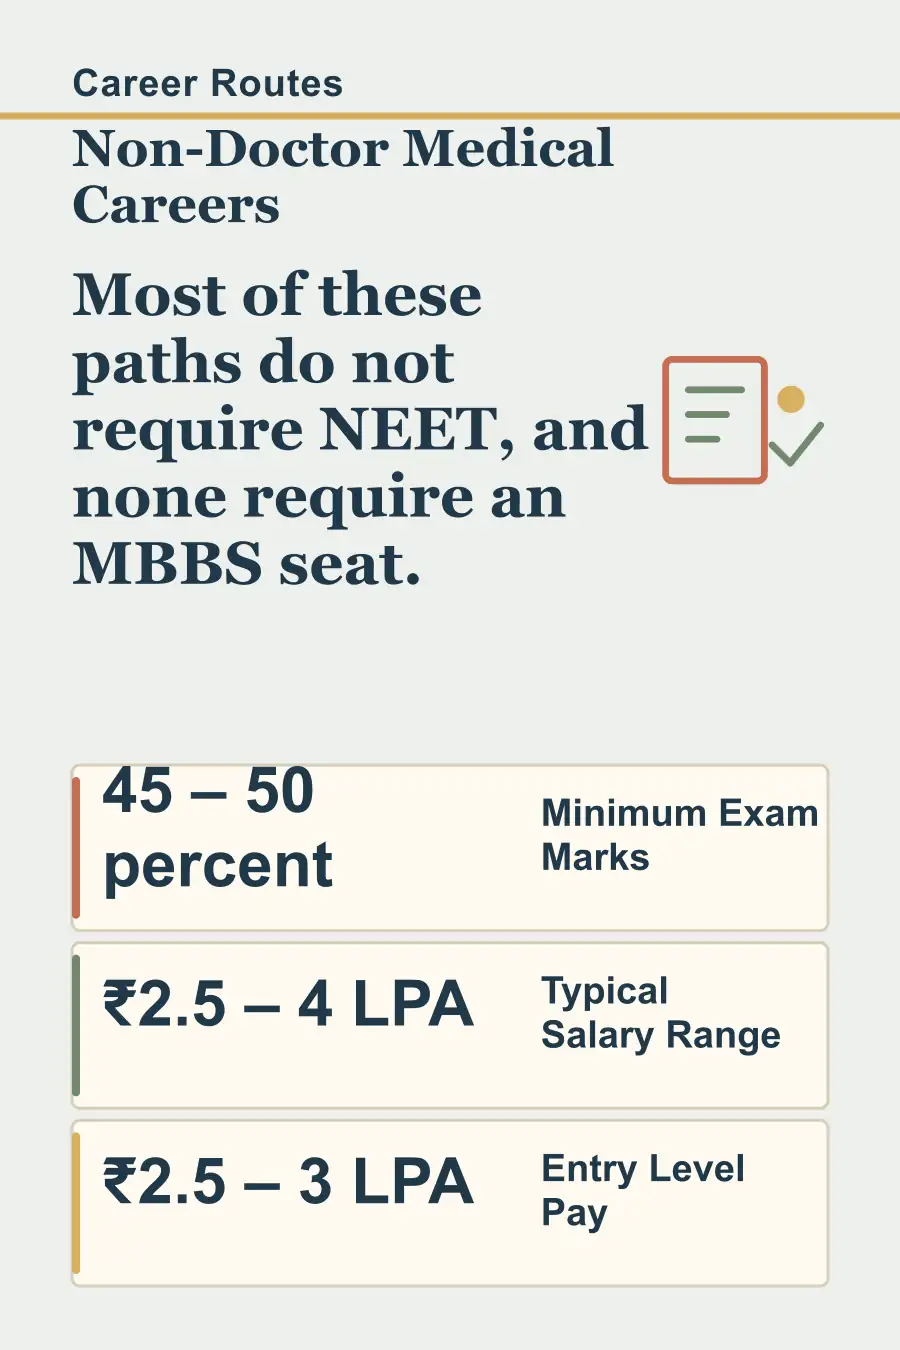 Career Routes
Non-Doctor Medical
Careers
Most of these
paths do not
require NEET, and
none require an
MBBS seat.
45 – 50
percent
Minimum Exam
Marks
₹2.5 – 4 LPA
Typical
Salary Range
₹2.5 – 3 LPA
Entry Level
Pay